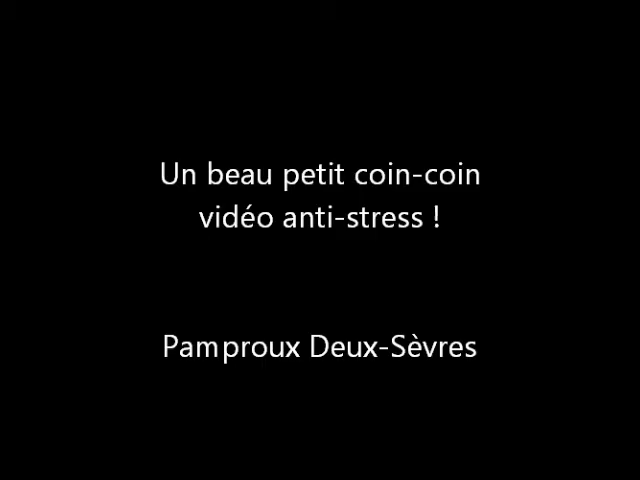 Un beau petit coin-coin
vidéo anti-stress !
Pamproux Deux-Sèvres